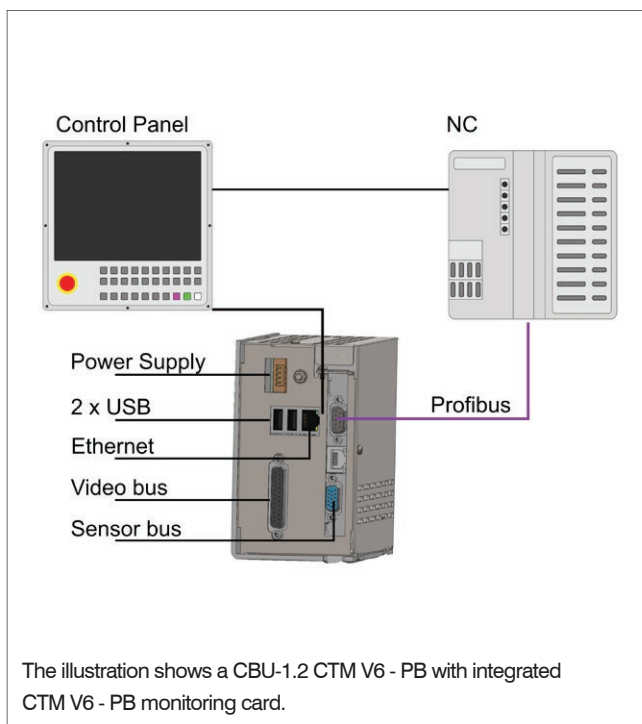 Control Panel
NC
Power Supply
2 x USB
Profibus
Ethernet
Video bus
Sensor bus
The illustration shows a CBU-1.2 CTM V6 - PB with integrated
CTM V6 - PB monitoring card.